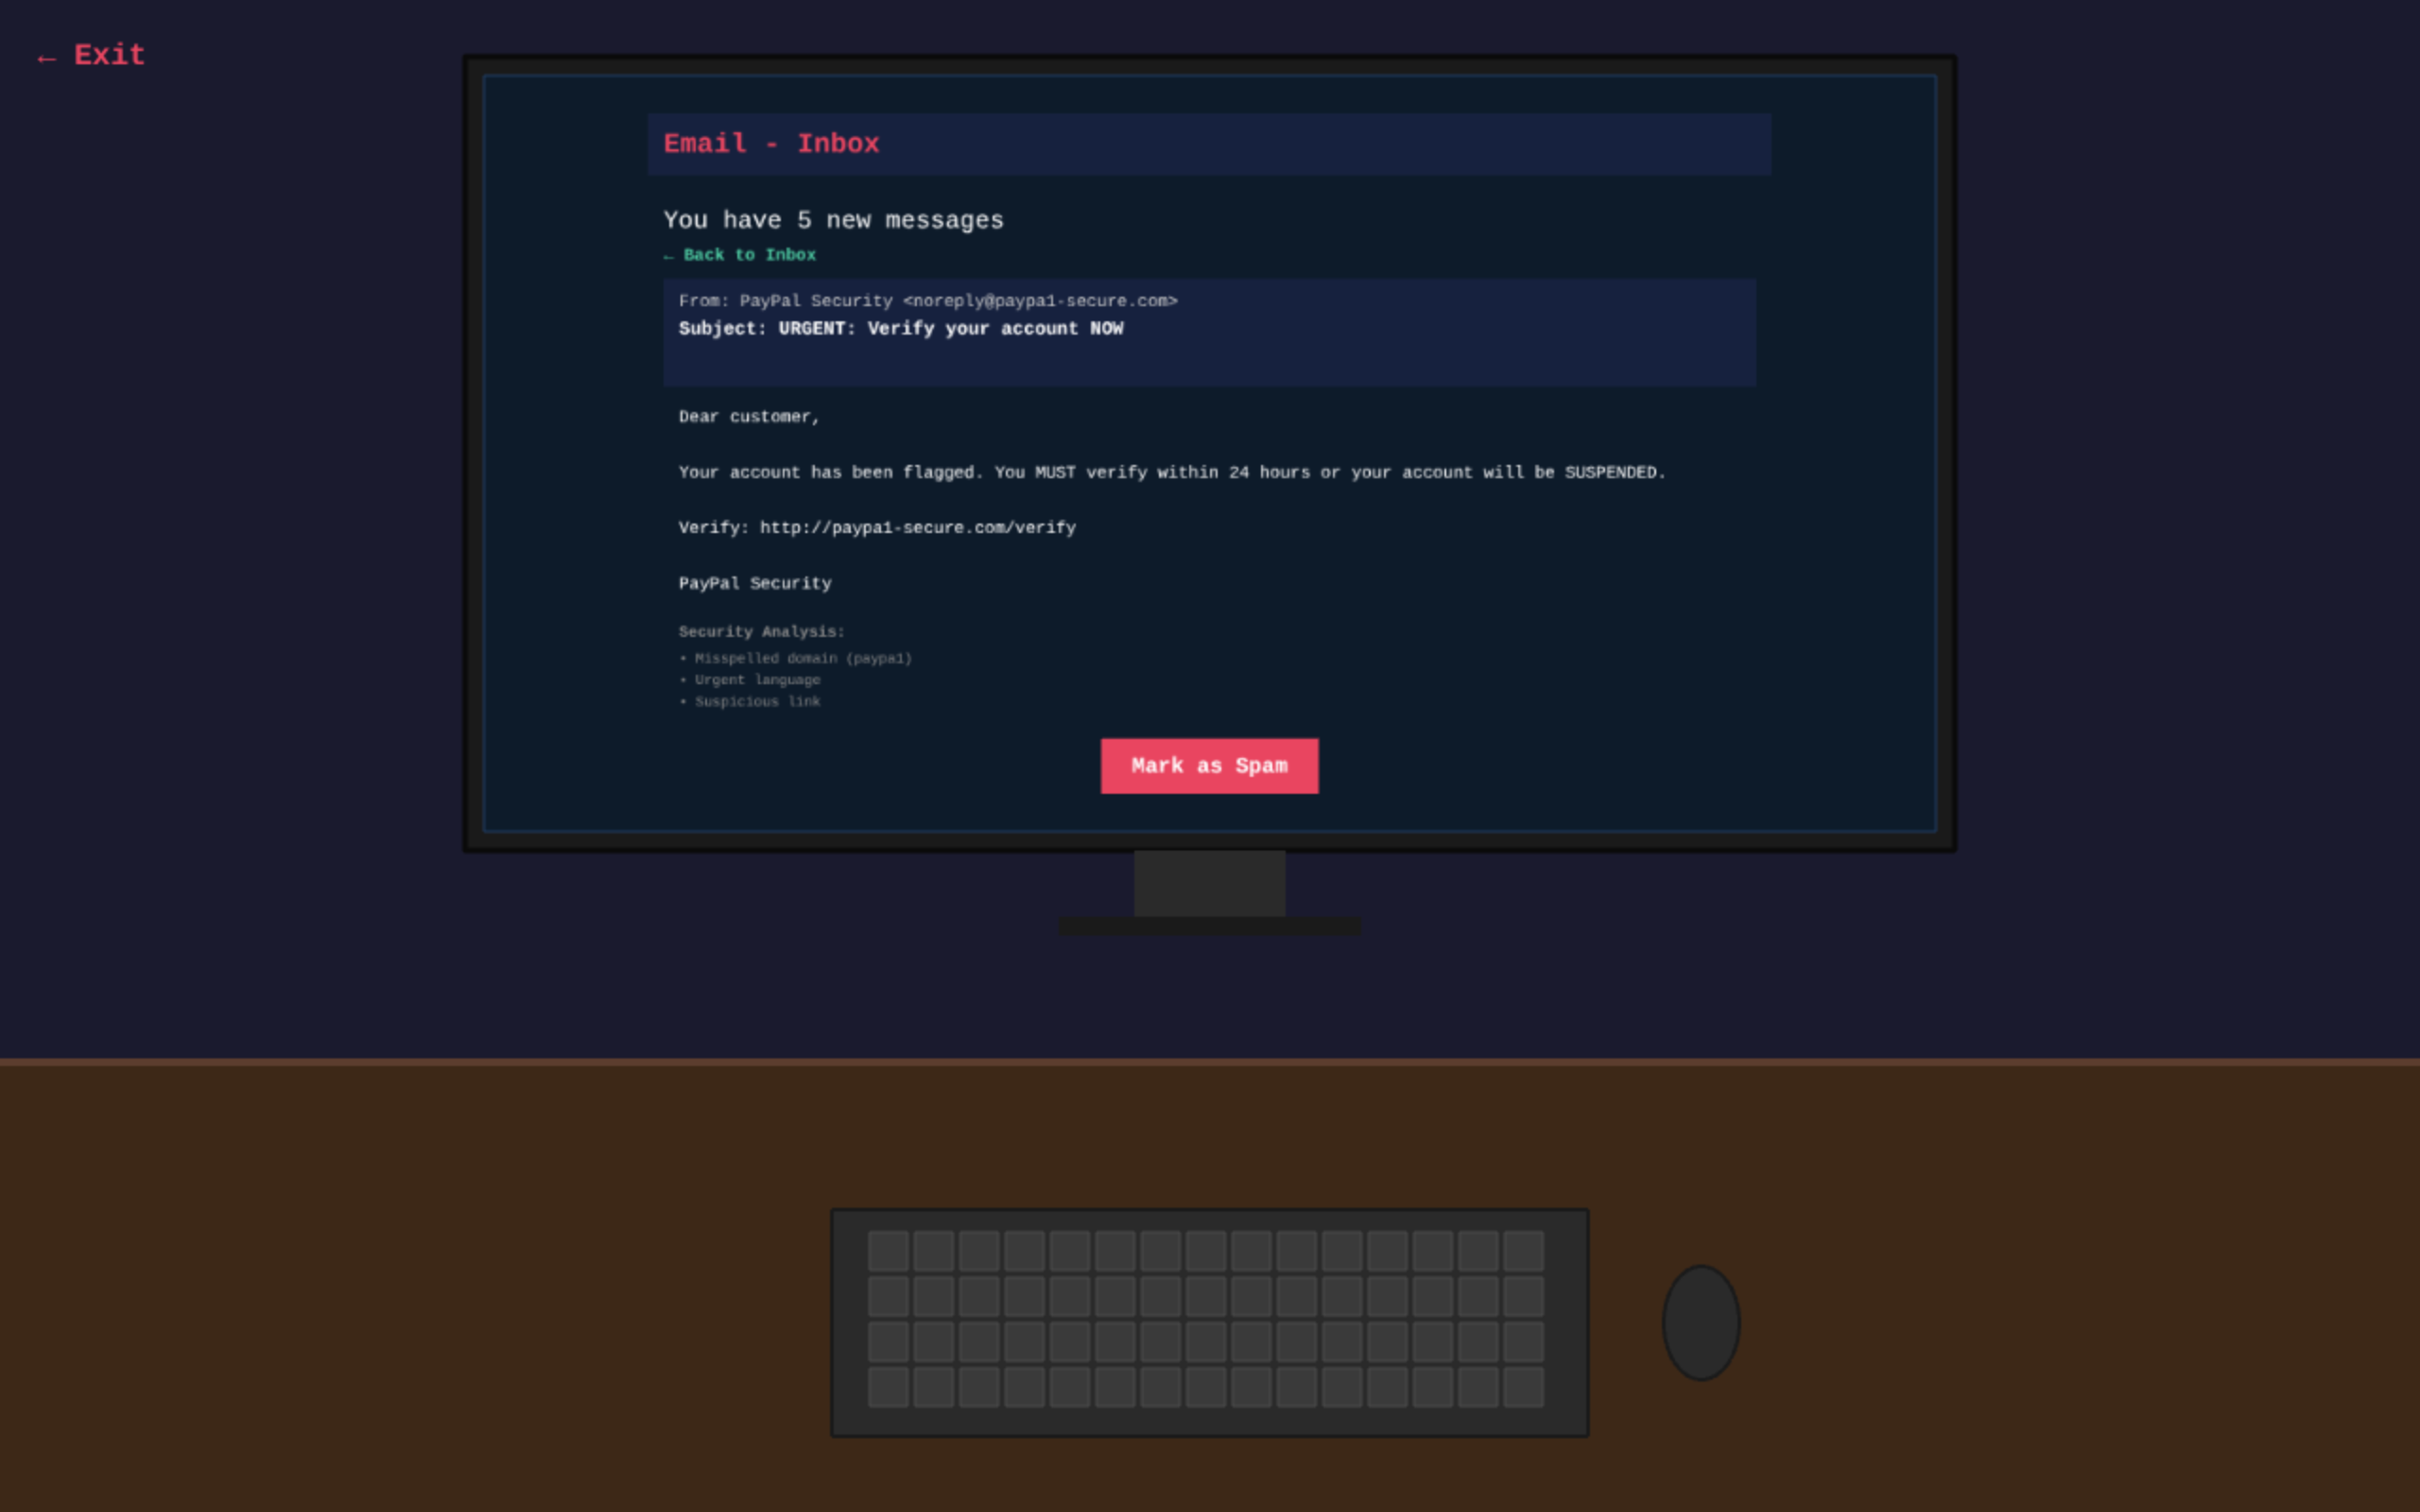 ← Exit
Email - Inbox
You have 5 new messages
← Back to Inbox
From: PayPal Security <noreply@paypa1-secure.com>
Subject: URGENT: Verify your account NOW
Dear customer,
Your account has been flagged. You MUST verify within 24 hours or your account will be SUSPENDED.
Verify: http://paypa1-secure.com/verify
PayPal Security
Security Analysis:
• Misspelled domain (paypa1)
• Urgent language
• Suspicious link
Mark as Spam